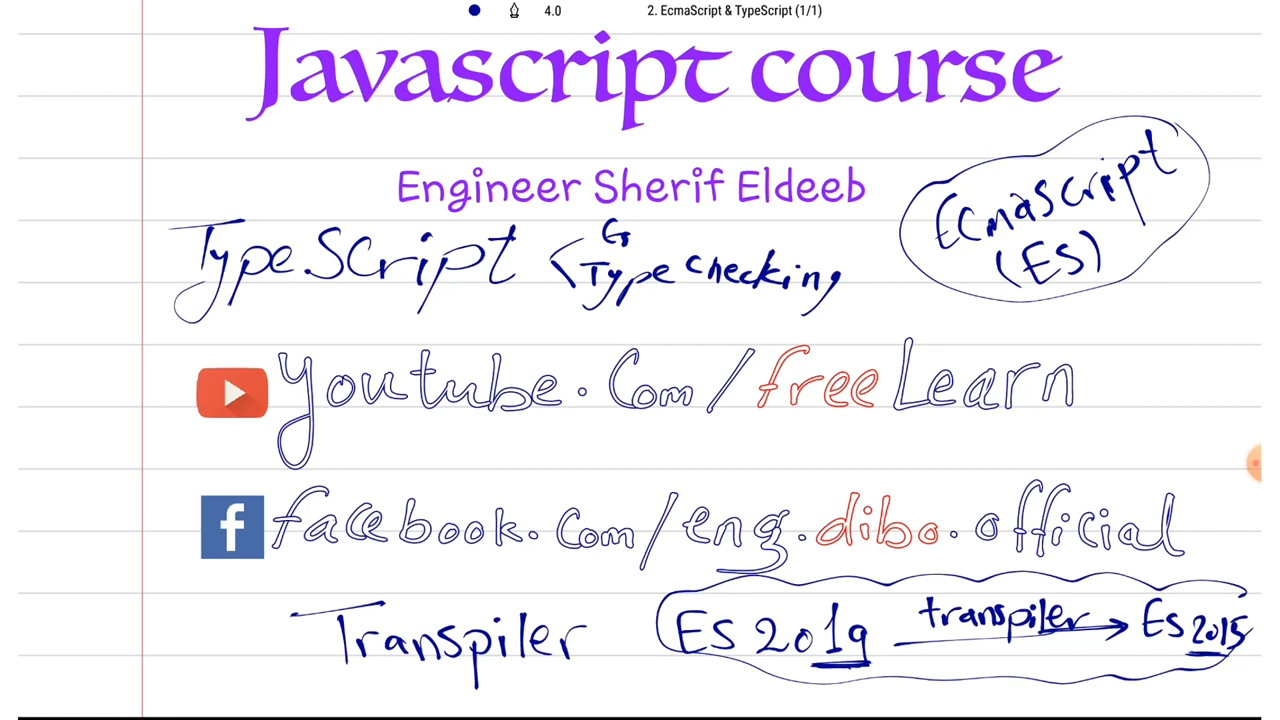 4.0 2. EcmaScript & TypeScript (1/1)
Javascript course
Engineer Sherif Eldeeb
EcmaScript
(ES)
TypeScript
Type checking
youtube.Com/freeLearn
f facebook.Com/eng.dibo.official
Transpiler ES 2019 transpiler ES 2015